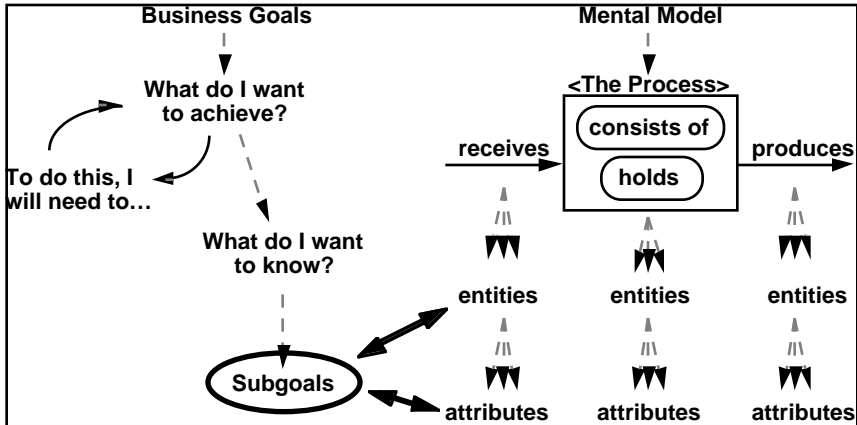 Business Goals
Mental Model
What do I want
to achieve?
<The Process>
consists of
receives
produces
holds
To do this, I
will need to…
What do I want
to know?
entities
entities
entities
Subgoals
attributes
attributes
attributes